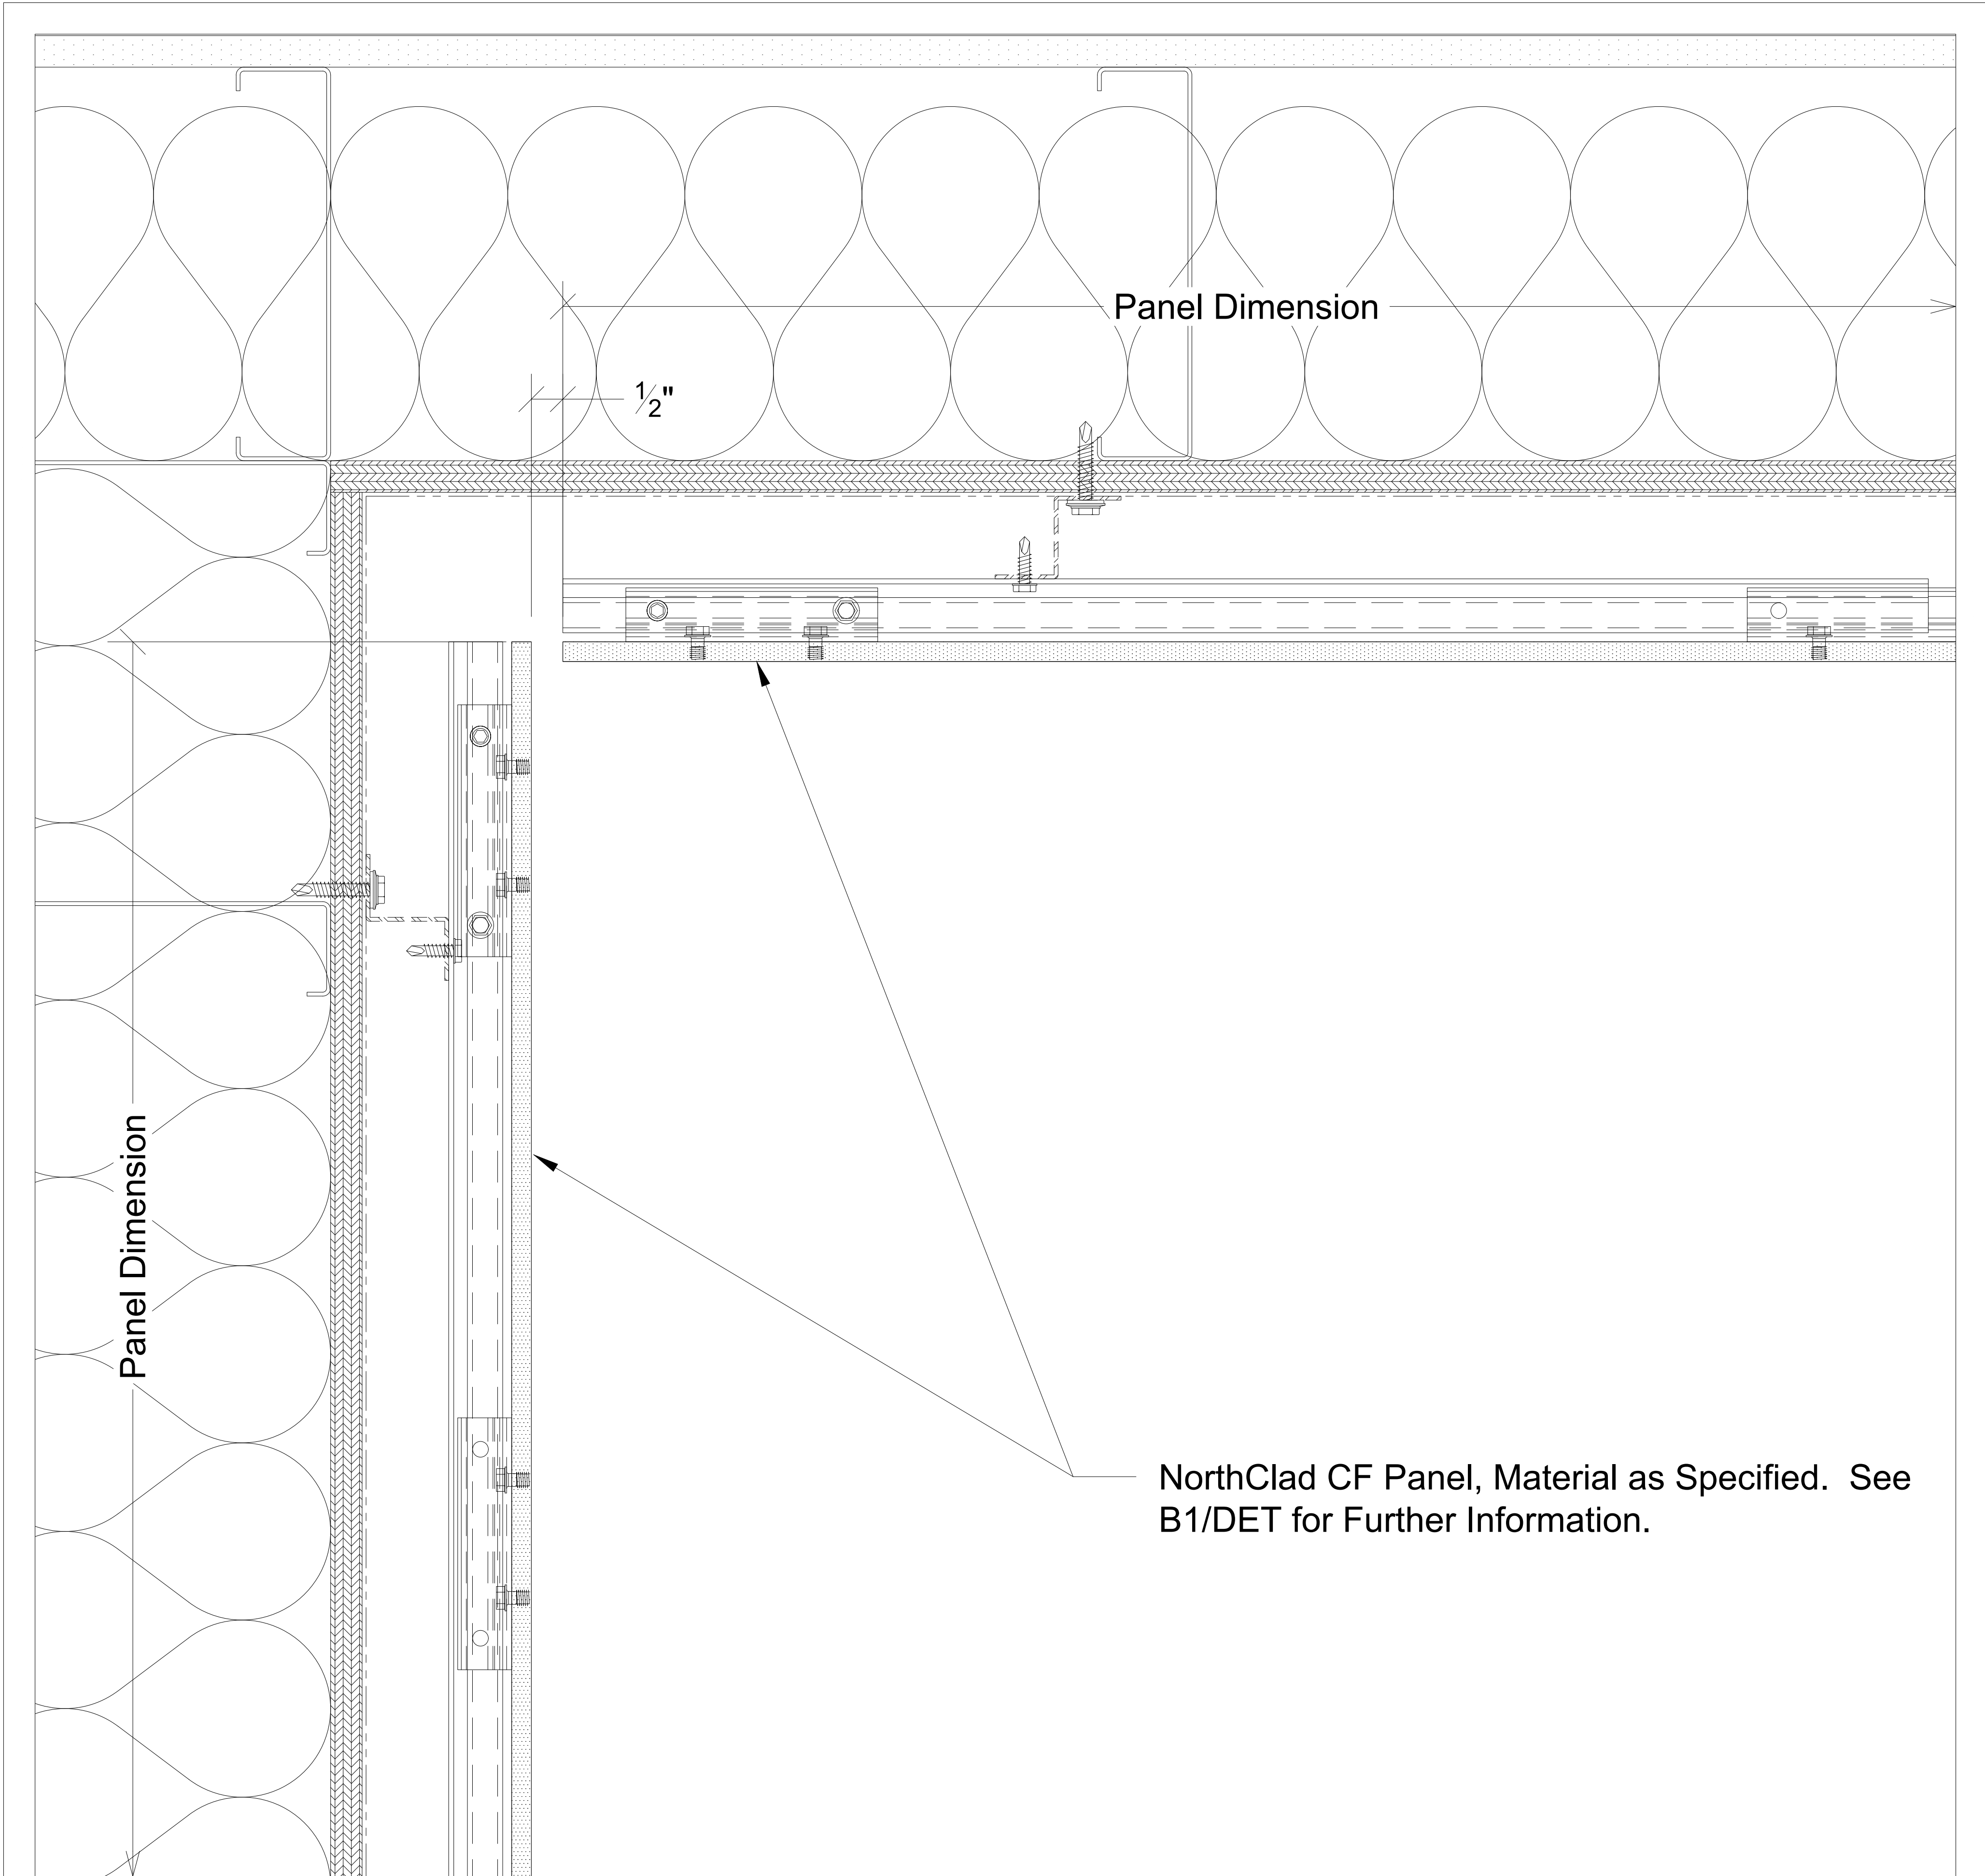 Panel Dimension
1/2"
Panel Dimension
NorthClad CF Panel, Material as Specified.  See
B1/DET for Further Information.